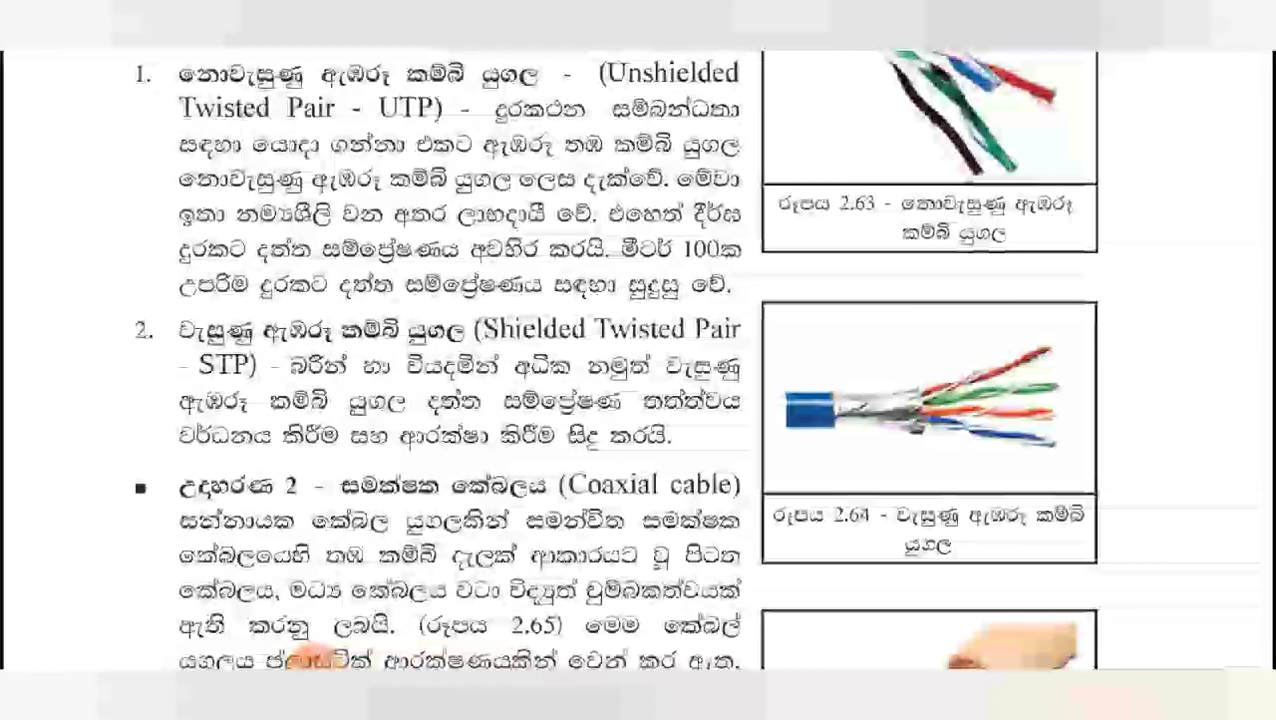 1. නොවැසුණු ඇඹරූ කම්බි යුගල - (Unshielded
Twisted Pair - UTP) - දුරකථන සම්බන්ධතා
සඳහා යොදා ගන්නා එකට ඇඹරූ තඹ කම්බි යුගල
නොවැසුණු ඇඹරූ කම්බි යුගල ලෙස දැක්වේ. මේවා
ඉතා නම්‍යශීලි වන අතර ලාභදායී වේ. එහෙත් දීර්ඝ
දුරකට දත්ත සම්ප්‍රේෂණය අවහිර කරයි. මීටර් 100ක
උපරිම දුරකට දත්ත සම්ප්‍රේෂණය සඳහා සුදුසු වේ.
2. වැසුණු ඇඹරූ කම්බි යුගල (Shielded Twisted Pair
- STP) - බරින් හා වියදමින් අධික නමුත් වැසුණු
ඇඹරූ කම්බි යුගල දත්ත සම්ප්‍රේෂණ තත්ත්වය
වර්ධනය කිරීම සහ ආරක්ෂා කිරීම සිදු කරයි.
■ උදාහරණ 2 - සමක්ෂක කේබලය (Coaxial cable)
සන්නායක කේබල යුගලකින් සමන්විත සමක්ෂක
කේබලයෙහි තඹ කම්බි දැලක් ආකාරයට වූ පිටත
කේබලය, මධ්‍ය කේබලය වටා විද්‍යුත් චුම්බකත්වයක්
ඇති කරනු ලබයි. (රූපය 2.65) මෙම කේබල්
යුගලය ප්ලාස්ටික් ආරක්ෂණයකින් වෙන් කර ඇත.
රූපය 2.63 - නොවැසුණු ඇඹරූ
කම්බි යුගල
රූපය 2.64 - වැසුණු ඇඹරූ කම්බි
යුගල